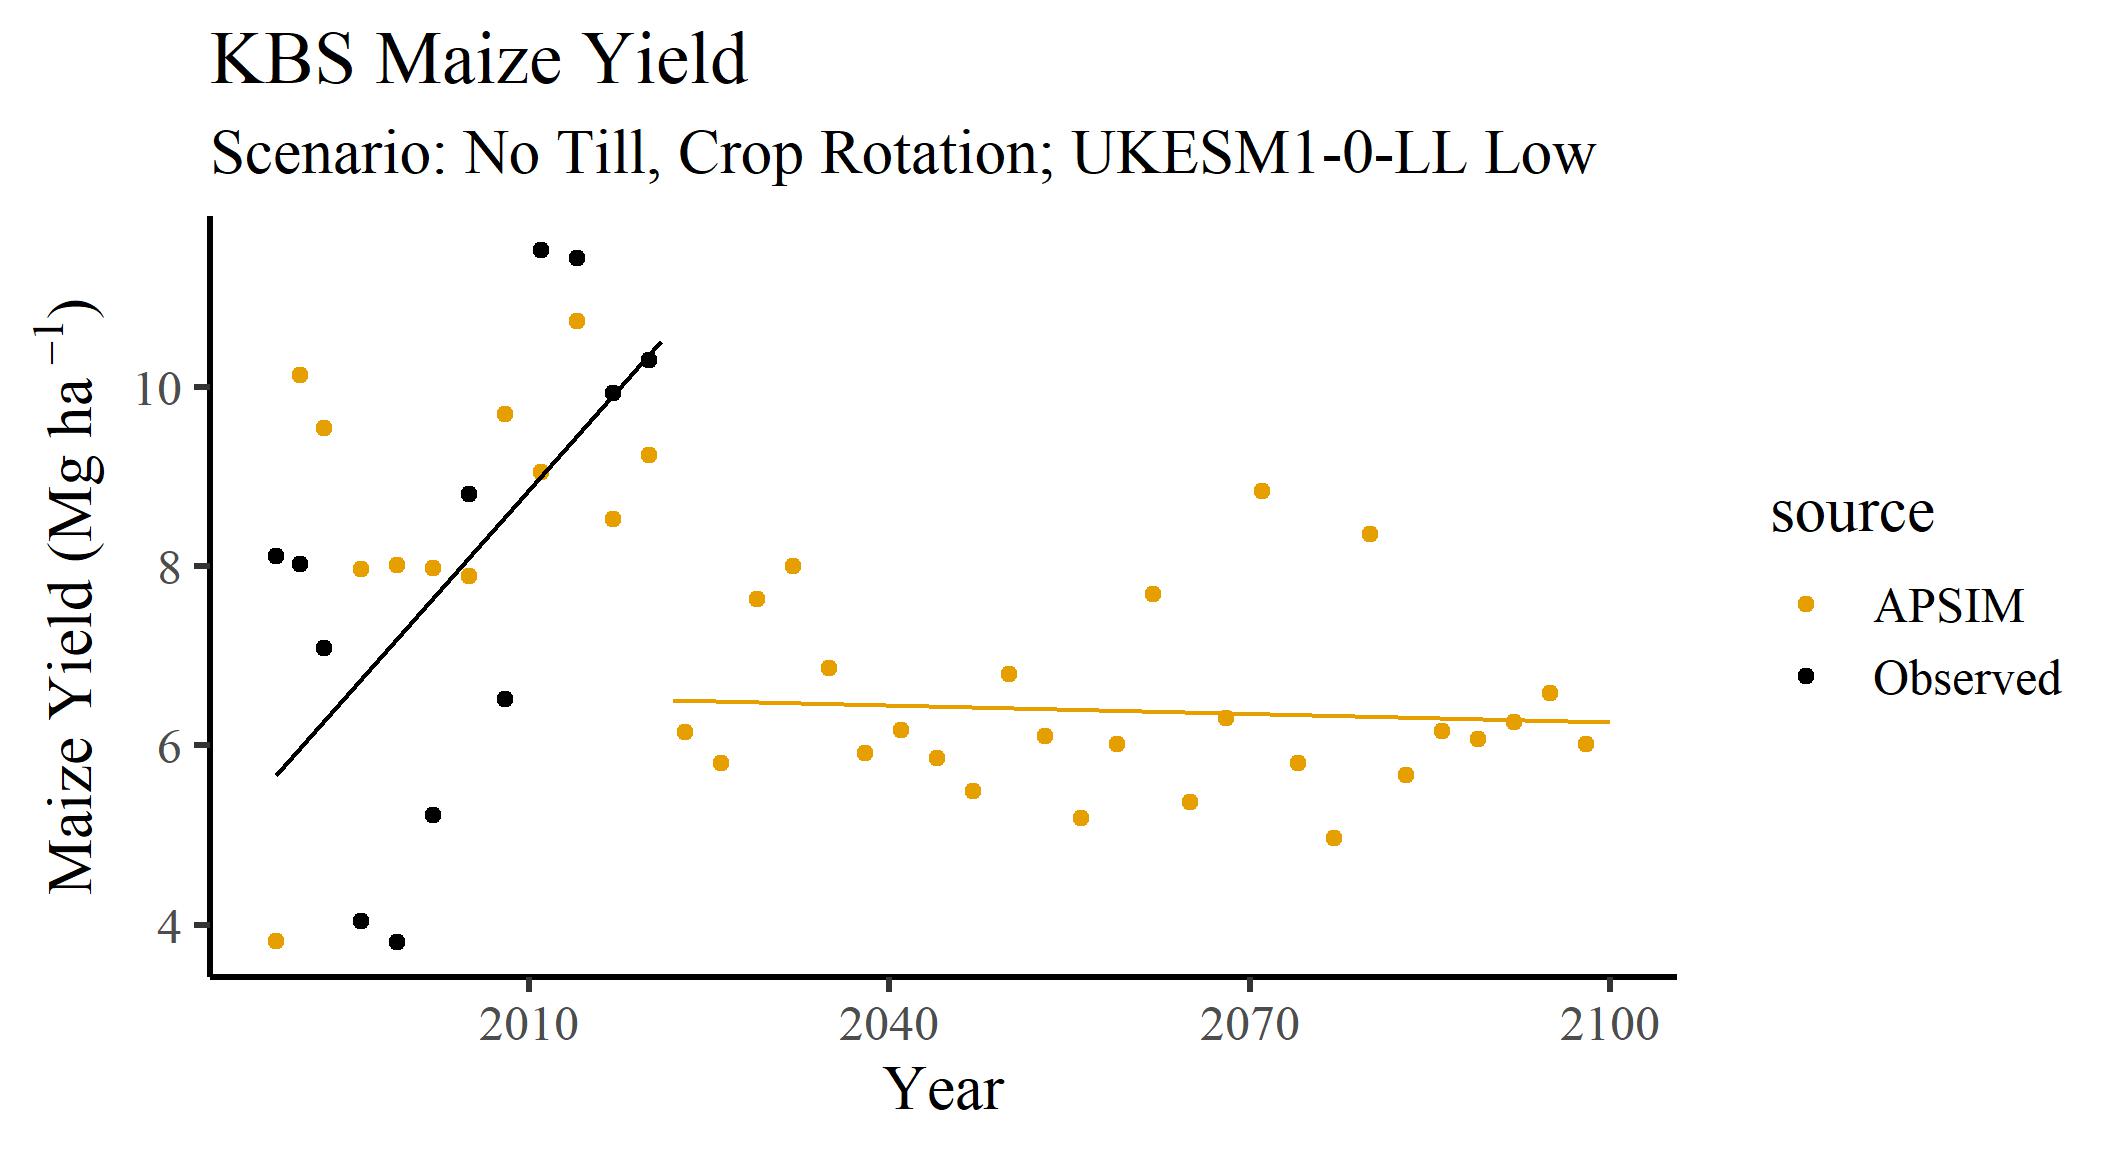 KBS Maize Yield
Scenario: No Till, Crop Rotation; UKESM1-0-LL Low
Maize Yield (Mg ha −1)
10
8
6
4
2010
2040
2070
2100
Year
source
APSIM
Observed